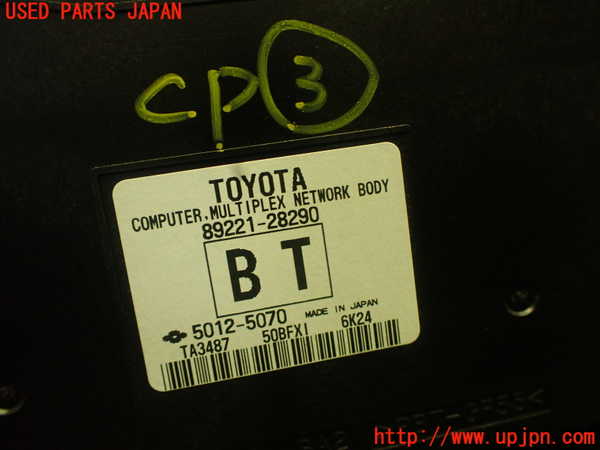 USED PARTS JAPAN
CP③
TOYOTA
COMPUTER,MULTIPLEX NETWORK BODY
89221-28290
BT
5012-5070 MADE IN JAPAN
TA3487 50BFX1 6K24
http://www.upjpn.com